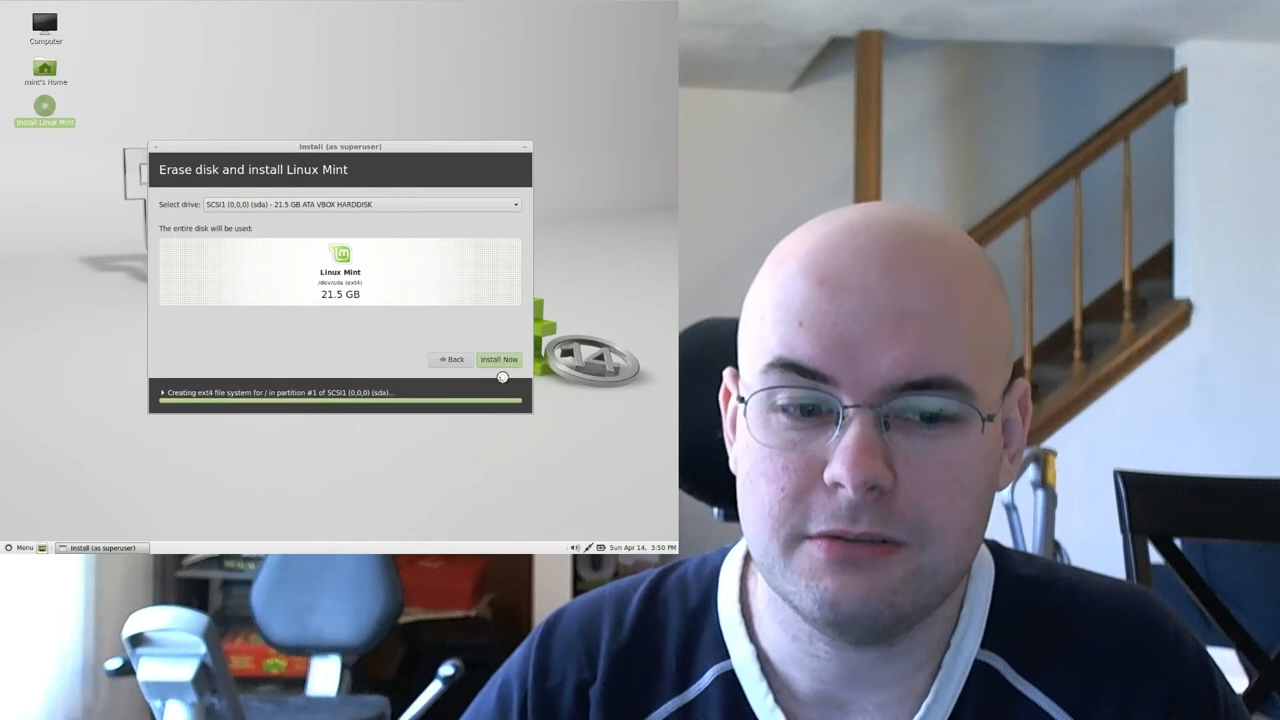 Computer
mint's Home
Install Linux Mint
Install (as superuser)
Erase disk and install Linux Mint
Select drive: SCSI1 (0,0,0) (sda) - 21.5 GB ATA VBOX HARDDISK
The entire disk will be used:
Linux Mint
/dev/sda (ext4)
21.5 GB
Back
Install Now
14
Creating ext4 file system for / in partition #1 of SCSI1 (0,0,0) (sda)...
Menu
Install (as superuser)
Sun Apr 14, 3:50 PM